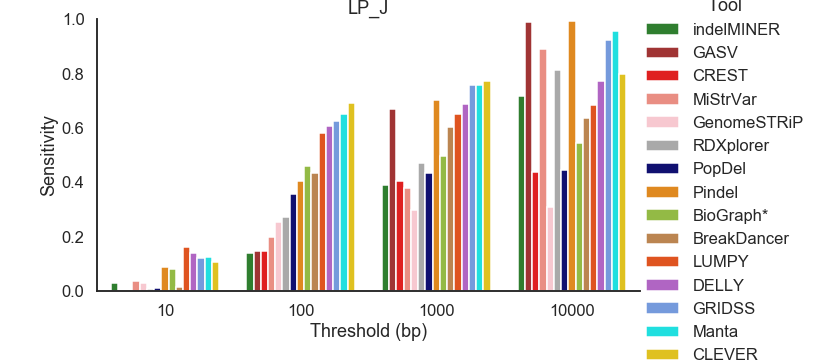 LP_J
Tool
1.0
0.8
0.6
0.4
0.2
0.0
Sensitivity
10
100
1000
10000
Threshold (bp)
indelMINER
GASV
CREST
MiStrVar
GenomeSTRiP
RDXplorer
PopDel
Pindel
BioGraph*
BreakDancer
LUMPY
DELLY
GRIDSS
Manta
CLEVER